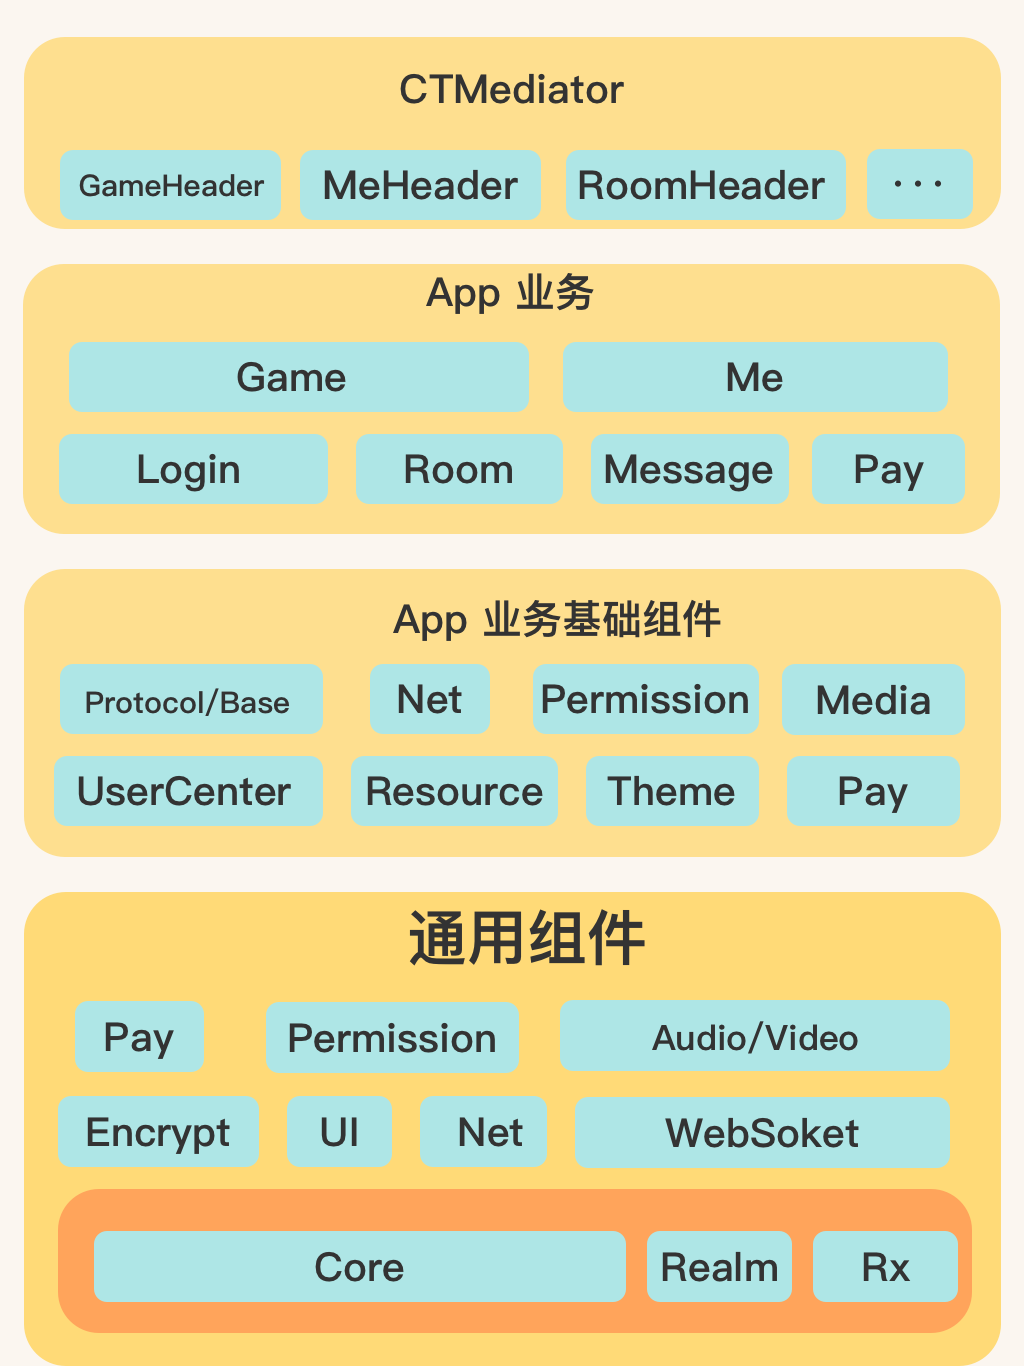 CTMediator
GameHeader MeHeader RoomHeader ···
App 业务
Game Me
Login Room Message Pay
App 业务基础组件
Protocol/Base Net Permission Media
UserCenter Resource Theme Pay
通用组件
Pay Permission Audio/Video
Encrypt UI Net WebSoket
Core Realm Rx